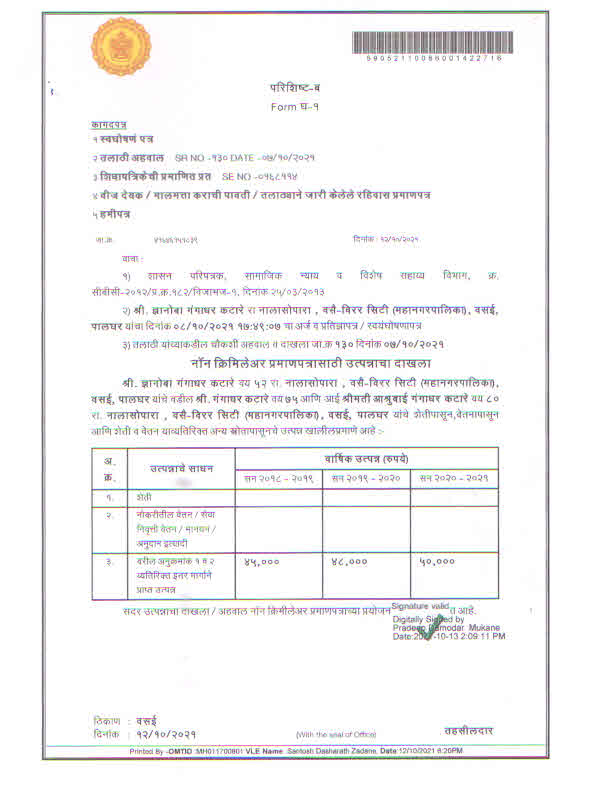 59052110086001422716
परिशिष्ट-ब
Form घ-१
कागदपत्र
१ स्वघोषणं पत्र
२ तलाठी अहवाल SR NO -१३० DATE -०७/१०/२०२१
३ शिधापत्रिकेची प्रमाणित प्रत SE NO -०१६८११४
४ वीज देयक / मालमत्ता कराची पावती / तलाठ्याने जारी केलेले रहिवास प्रमाणपत्र
५ हमीपत्र
जा.क्र. दिनांक : १२/१०/२०२१
वाचा :
१) शासन परिपत्रक, सामाजिक न्याय व विशेष सहाय्य विभाग, क्र.
सीबीसी-२०१२/प्र.क्र.१८२/विजाभज-१, दिनांक २५/०३/२०१३
२) श्री. ज्ञानोबा गंगाधर कटारे रा नालासोपारा , वसै-विरर सिटी (महानगरपालिका), वसई,
पालघर यांचा दिनांक ०८/१०/२०२१ १७:४९:०७ चा अर्ज व प्रतिज्ञापत्र / स्वयंघोषणापत्र
३) तलाठी यांच्याकडील चौकशी अहवाल व दाखला जा.क्र १३० दिनांक ०७/१०/२०२१
नॉन क्रिमिलेअर प्रमाणपत्रासाठी उत्पन्नाचा दाखला
श्री. ज्ञानोबा गंगाधर कटारे वय ५२ रा. नालासोपारा , वसै-विरर सिटी (महानगरपालिका),
वसई, पालघर यांचे वडील श्री. गंगाधर कटारे वय ७५ आणि आई श्रीमती आश्रुबाई गंगाधर कटारे वय ८०
रा. नालासोपारा , वसै-विरर सिटी (महानगरपालिका), वसई, पालघर यांचे शेतीपासून,वेतनापासून
आणि शेती व वेतन याव्यतिरिक्त अन्य स्रोतापासूनचे उत्पन्न खालीलप्रमाणे आहे :-
अ. क्र. उत्पन्नाचे साधन वार्षिक उत्पन्न (रुपये)
सन २०१८ - २०१९ सन २०१९ - २०२० सन २०२० - २०२१
१. शेती
२. नोकरीतील वेतन / सेवा
निवृत्ती वेतन / मानधन /
अनुदान इत्यादी
३. वरील अनुक्रमांक १ व २ ४५,००० ४८,००० ५०,०००
व्यतिरिक्त इतर मार्गाने
प्राप्त उत्पन्न
सदर उत्पन्नाचा दाखला / अहवाल नॉन क्रिमीलेअर प्रमाणपत्राच्या प्रयोजन त आहे.
Signature valid
Digitally Signed by
Pradeep Damodar Mukane
Date:2021-10-13 2:09:11 PM
ठिकाण : वसई
दिनांक : १२/१०/२०२१ (With the seal of Office) तहसीलदार
Printed By -OMTID :MH011700801 VLE Name :Santosh Dasharath Zadane, Date:12/10/2021 6:20PM